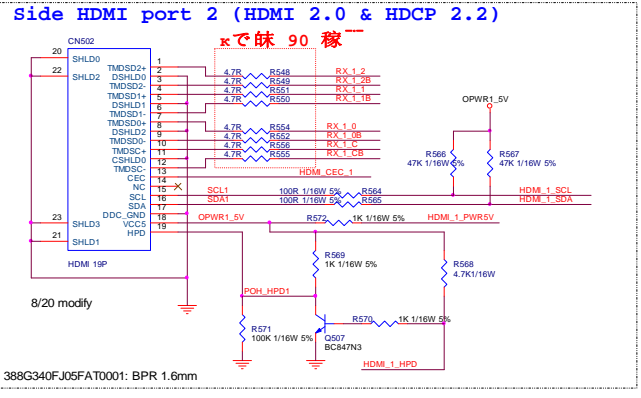 Side HDMI port 2 (HDMI 2.0 & HDCP 2.2)
κで昧 90 稼
CN502
20
SHLD0
22
SHLD2
23
SHLD3
21
SHLD1
TMDSD2+ 1
DSHLD0 2
TMDSD2- 3
TMDSD1+ 4
DSHLD1 5
TMDSD1- 6
TMDSD0+ 7
DSHLD2 8
TMDSD0- 9
TMDSC+ 10
CSHLD0 11
TMDSC- 12
CEC 13
NC 14
SCL 15
SDA 16
DDC_GND 17
VCC5 18
HPD 19
HDMI 19P
4.7R R548 RX_1_2
4.7R R549 RX_1_2B
4.7R R551 RX_1_1
4.7R R550 RX_1_1B
4.7R R554 RX_1_0
4.7R R552 RX_1_0B
4.7R R556 RX_1_C
4.7R R555 RX_1_CB
HDMI_CEC_1
OPWR1_5V
R566
47K 1/16W 5%
R567
47K 1/16W 5%
SCL1 100R 1/16W 5% R564 HDMI_1_SCL
SDA1 100R 1/16W 5% R565 HDMI_1_SDA
OPWR1_5V R572 1K 1/16W 5% HDMI_1_PWR5V
R569
1K 1/16W 5%
R568
4.7K1/16W
POH_HPD1
8/20 modify
R571
100K 1/16W 5%
R570 1K 1/16W 5%
Q507
BC847N3
HDMI_1_HPD
388G340FJ05FAT0001: BPR 1.6mm